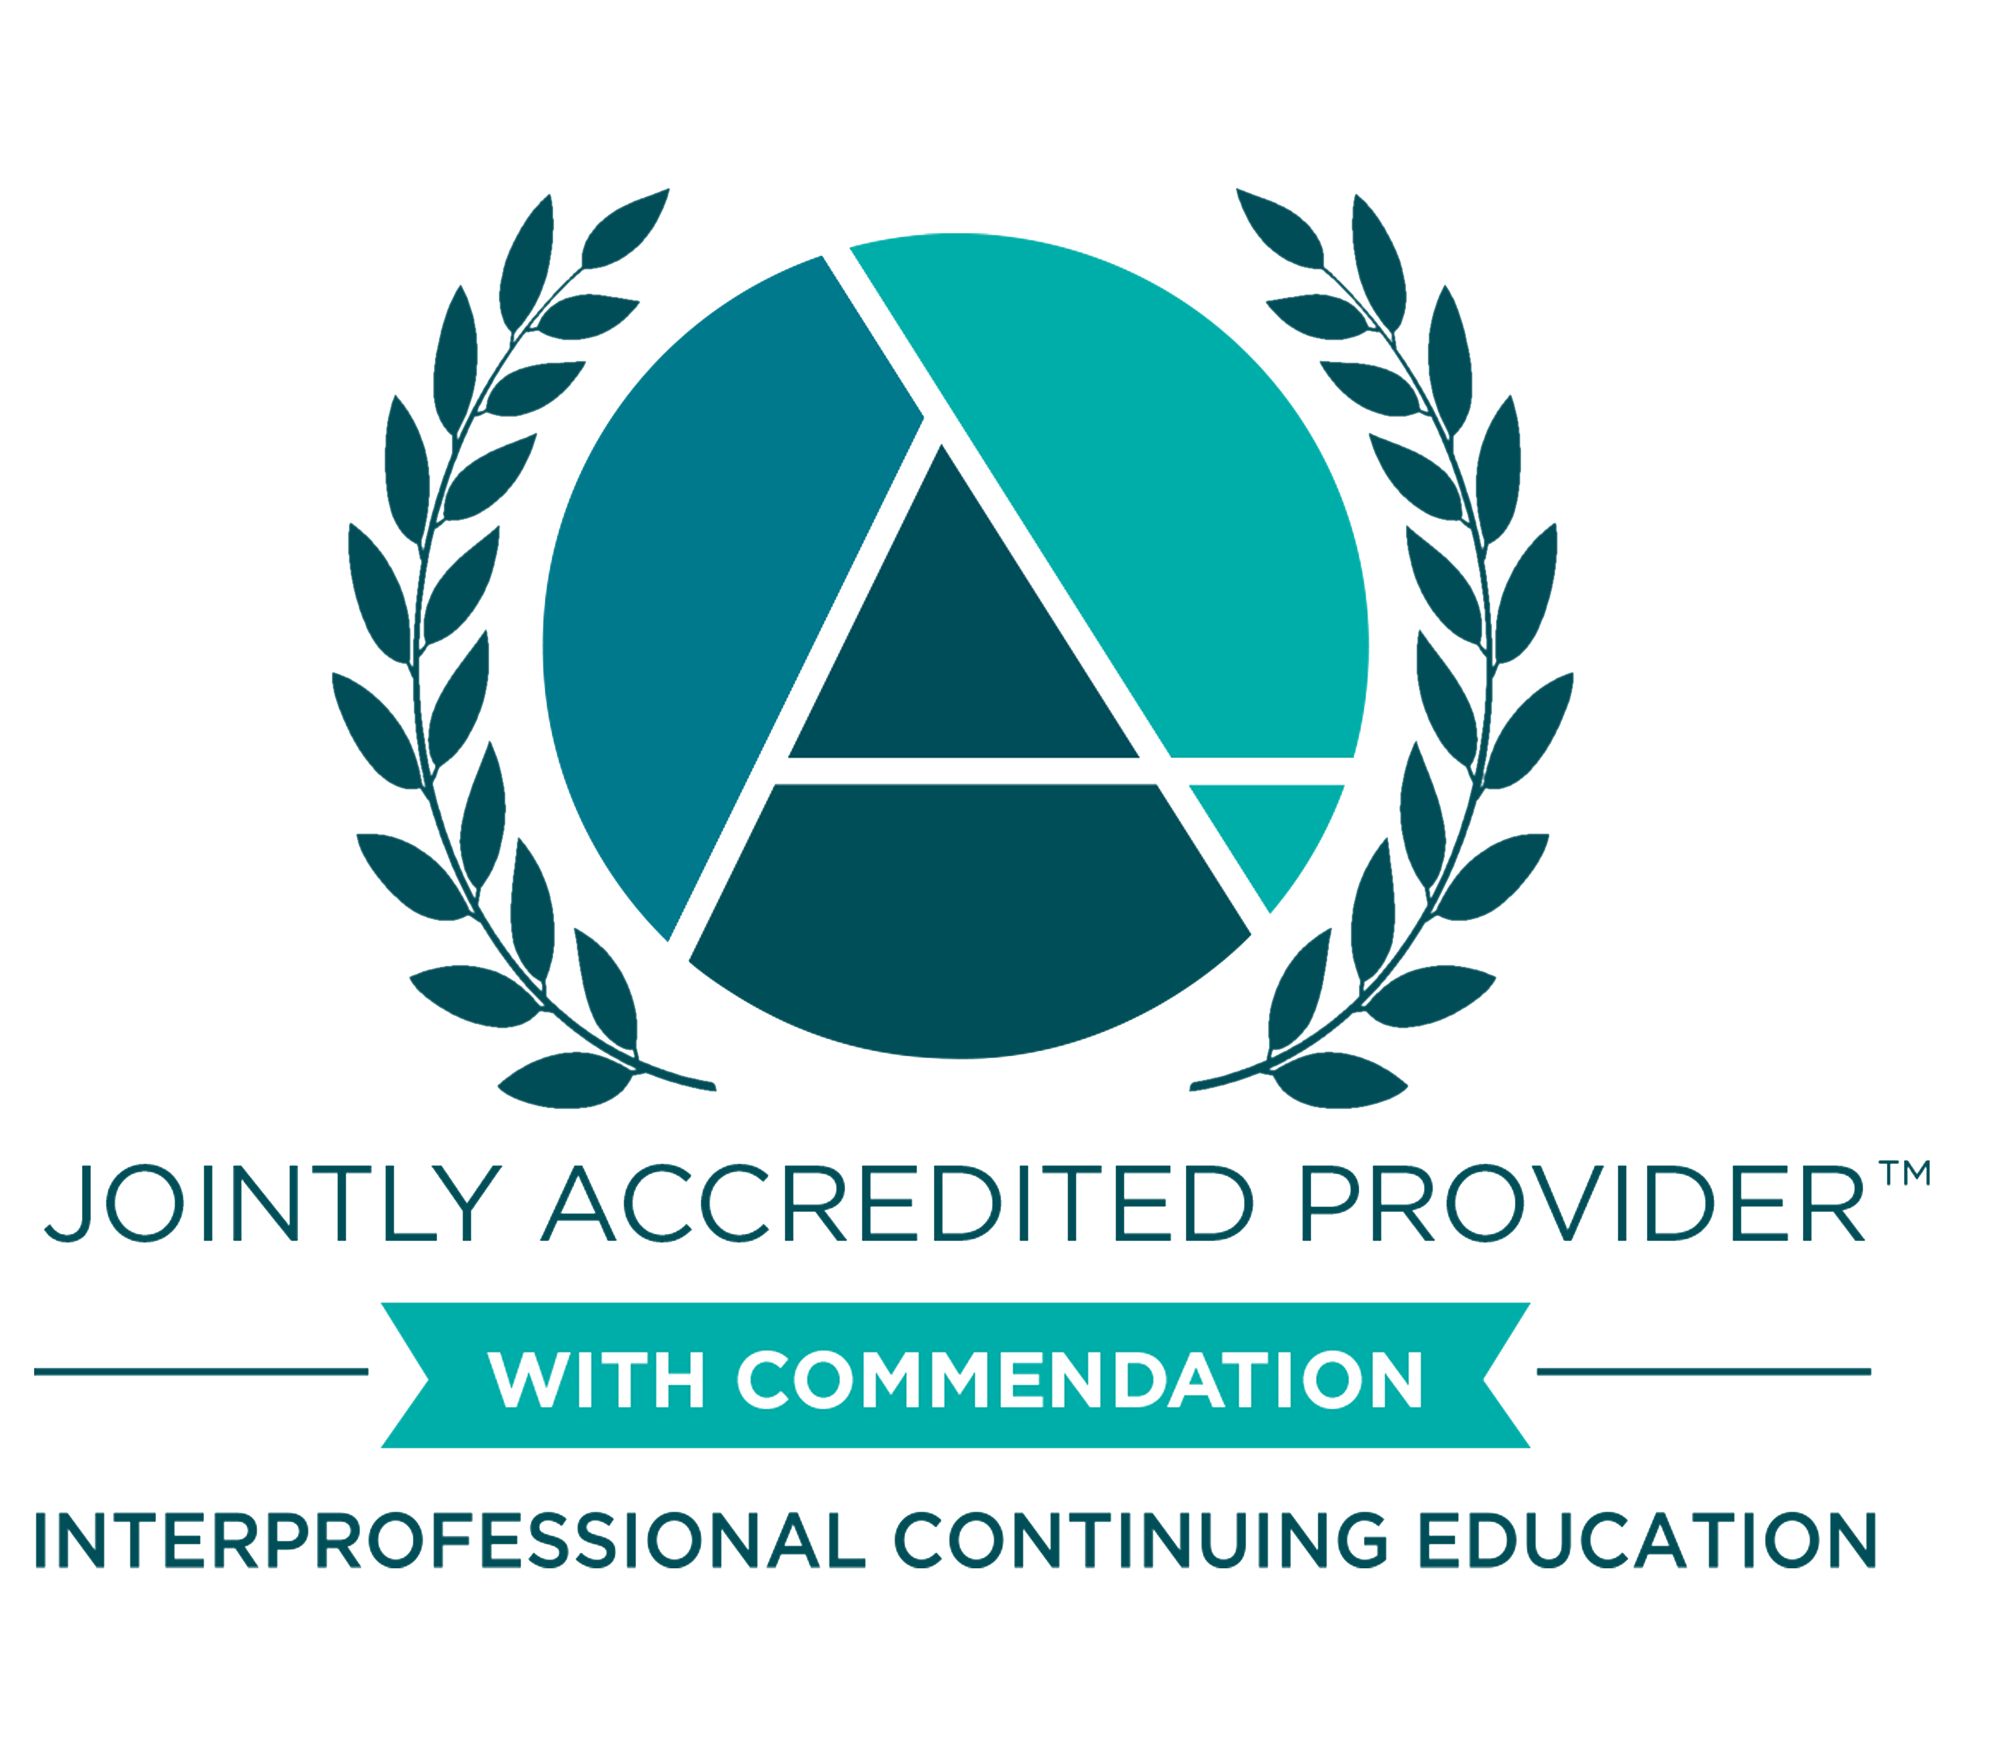 JOINTLY ACCREDITED PROVIDER™
WITH COMMENDATION
INTERPROFESSIONAL CONTINUING EDUCATION